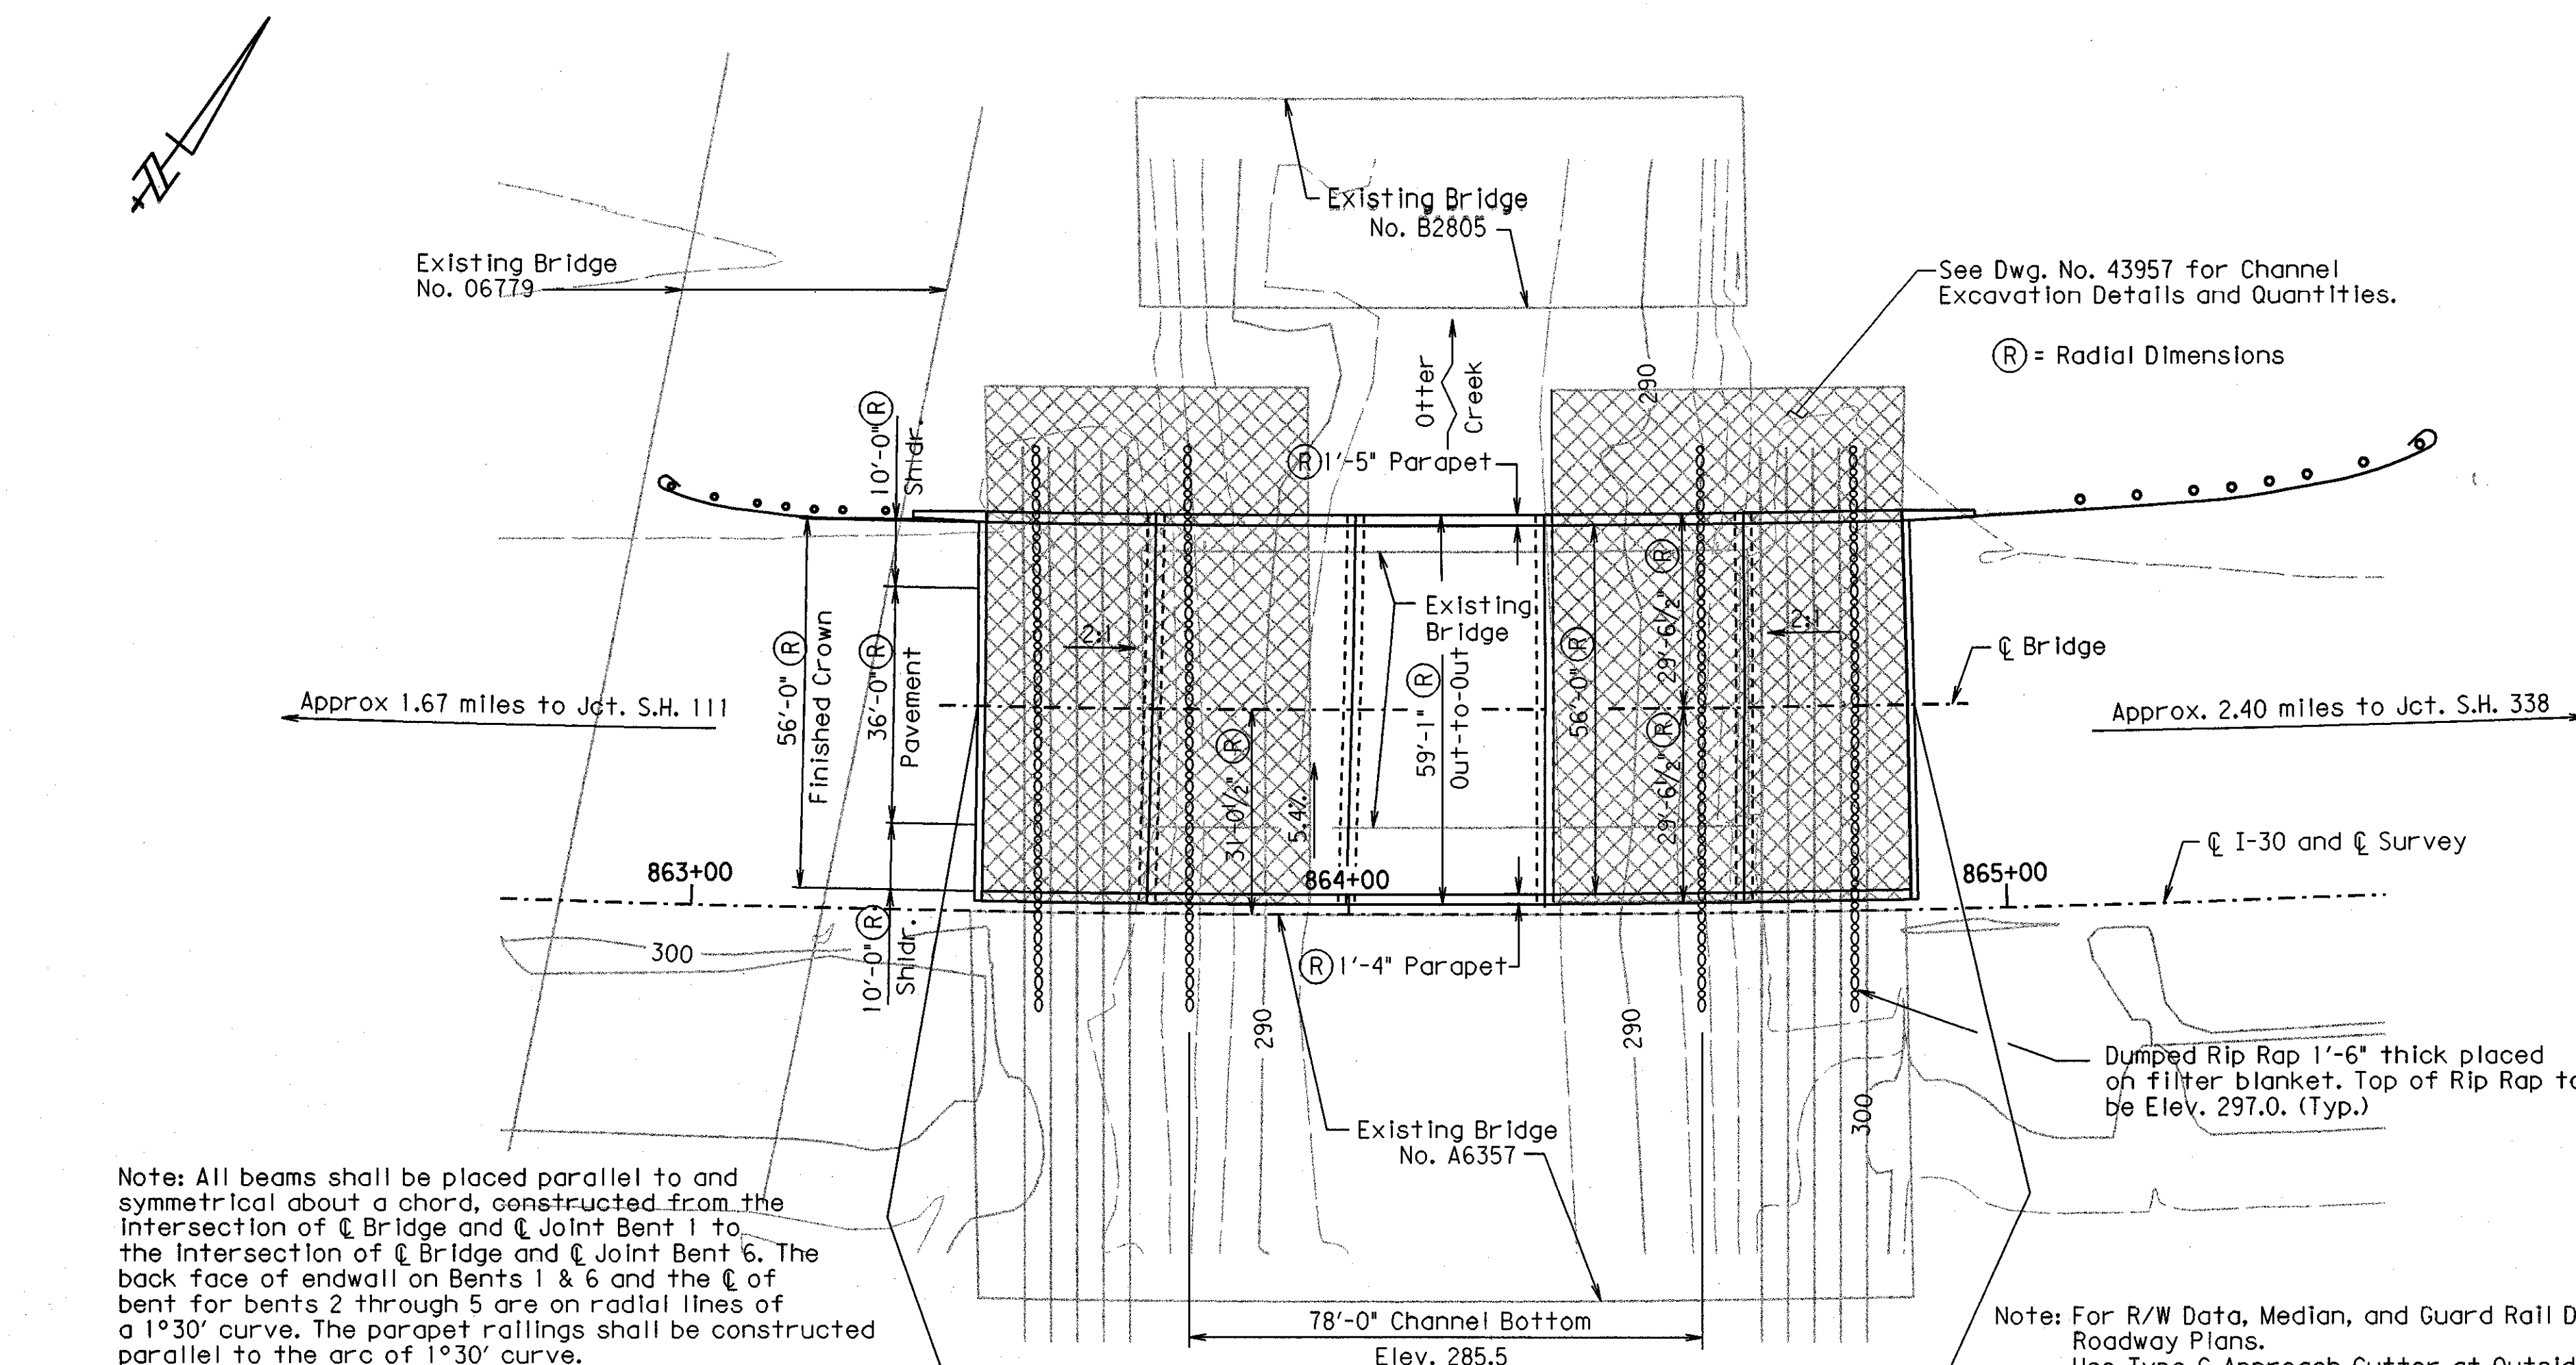 Existing Bridge
No. B2805
Existing Bridge
No. 06779
See Dwg. No. 43957 for Channel
Excavation Details and Quantities.
Ⓡ = Radial Dimensions
290
Otter
Creek
10'-0" Ⓡ
Shldr.
Ⓡ 1'-5" Parapet
Existing
Bridge
2:1
2:1
56'-0" Ⓡ
Finished Crown
36'-0" Ⓡ
Pavement
59'-1" Ⓡ
Out-to-Out
56'-0" Ⓡ
29'-6½" Ⓡ
29'-6½" Ⓡ
31'-0½" Ⓡ
5.4%
℄ Bridge
Approx 1.67 miles to Jct. S.H. 111
Approx. 2.40 miles to Jct. S.H. 338
℄ I-30 and ℄ Survey
863+00
864+00
865+00
300
10'-0" Ⓡ
Shldr.
Ⓡ 1'-4" Parapet
290
290
300
Dumped Rip Rap 1'-6" thick placed
on filter blanket. Top of Rip Rap to
be Elev. 297.0. (Typ.)
Existing Bridge
No. A6357
Note: All beams shall be placed parallel to and
symmetrical about a chord, constructed from the
intersection of ℄ Bridge and ℄ Joint Bent 1 to
the intersection of ℄ Bridge and ℄ Joint Bent 6. The
back face of endwall on Bents 1 & 6 and the ℄ of
bent for bents 2 through 5 are on radial lines of
a 1°30' curve. The parapet railings shall be constructed
parallel to the arc of 1°30' curve.
78'-0" Channel Bottom
Elev. 285.5
Note: For R/W Data, Median, and Guard Rail D
Roadway Plans.
Use Type C Approach Gutter at Outsid